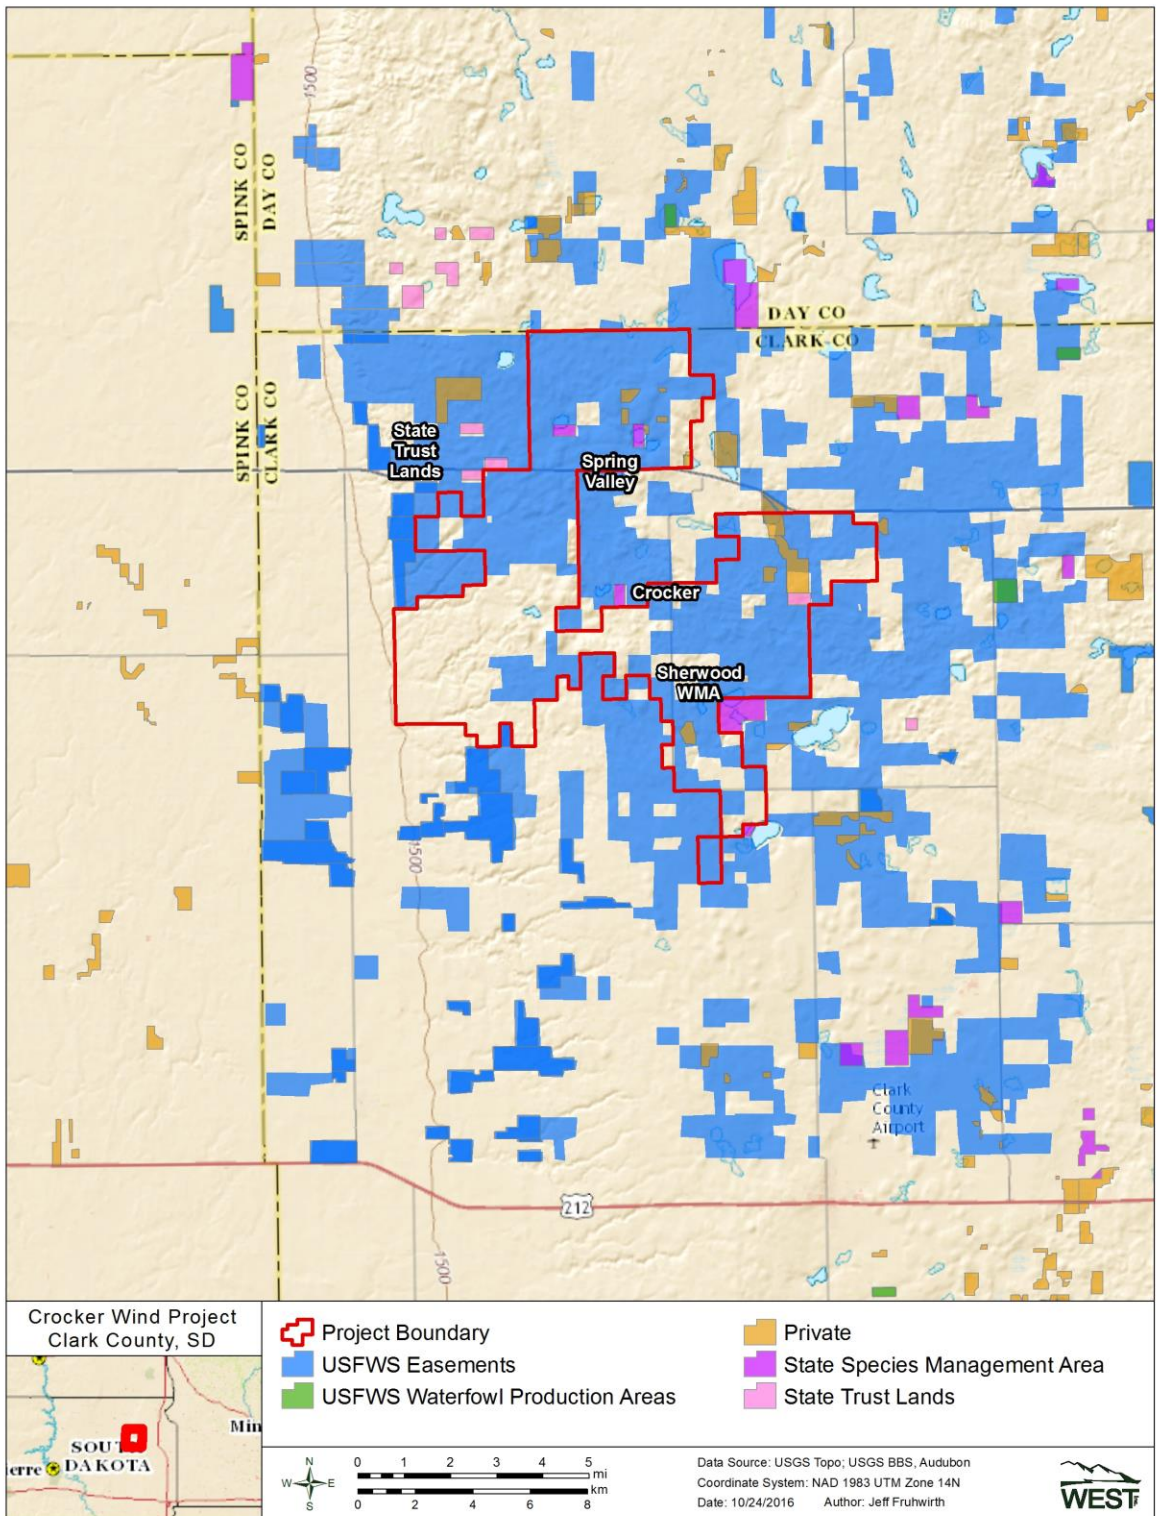 1500
SPINK CO
DAY CO
DAY CO
CLARK CO
SPINK CO
CLARK CO
State
Trust
Lands
Spring
Valley
Crocker
Sherwood
WMA
1500
Clark
County
Airport
212
1500
Crocker Wind Project
Clark County, SD
Project Boundary
USFWS Easements
USFWS Waterfowl Production Areas
Private
State Species Management Area
State Trust Lands
Min
SOUT
DAKOTA
ierre
N
W E
S
0 1 2 3 4 5
mi
km
0 2 4 6 8
Data Source: USGS Topo; USGS BBS, Audubon
Coordinate System: NAD 1983 UTM Zone 14N
Date: 10/24/2016 Author: Jeff Fruhwirth
WEST